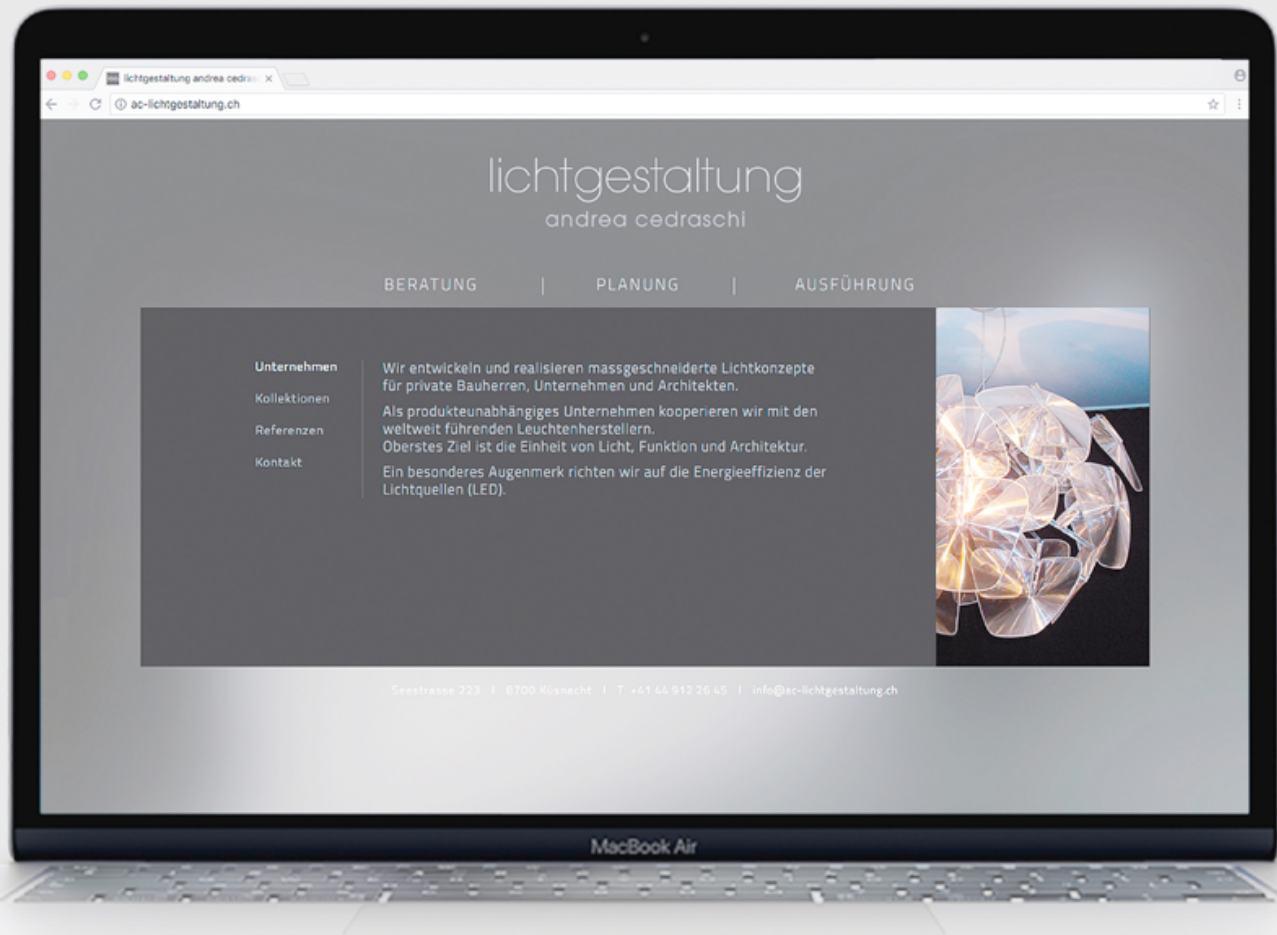 lichtgestaltung andrea cedras
ac-lichtgestaltung.ch
lichtgestaltung
andrea cedraschi
BERATUNG | PLANUNG | AUSFÜHRUNG
Unternehmen
Kollektionen
Referenzen
Kontakt
Wir entwickeln und realisieren massgeschneiderte Lichtkonzepte
für private Bauherren, Unternehmen und Architekten.
Als produkteunabhängiges Unternehmen kooperieren wir mit den
weltweit führenden Leuchtenherstellern.
Oberstes Ziel ist die Einheit von Licht, Funktion und Architektur.
Ein besonderes Augenmerk richten wir auf die Energieeffizienz der
Lichtquellen (LED).
Seestrasse 223 I 8700 Küsnacht I T +41 44 912 26 45 I info@ac-lichtgestaltung.ch
MacBook Air